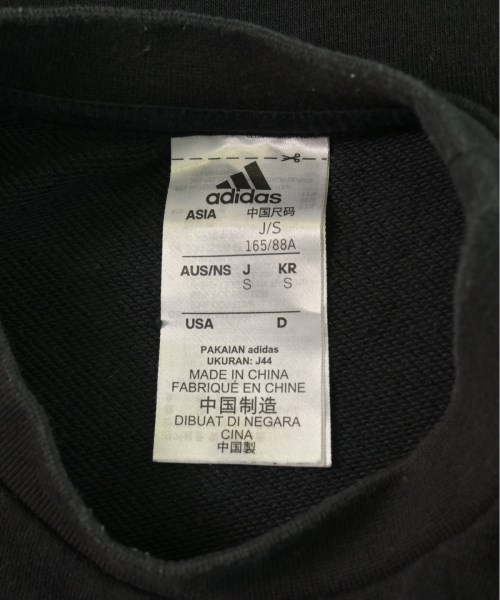 adidas
ASIA 中国尺码
J/S
165/88A
AUS/NS J KR
S S
USA D
PAKAIAN adidas
UKURAN: J44
MADE IN CHINA
FABRIQUÉ EN CHINE
中国制造
DIBUAT DI NEGARA
CINA
中国製